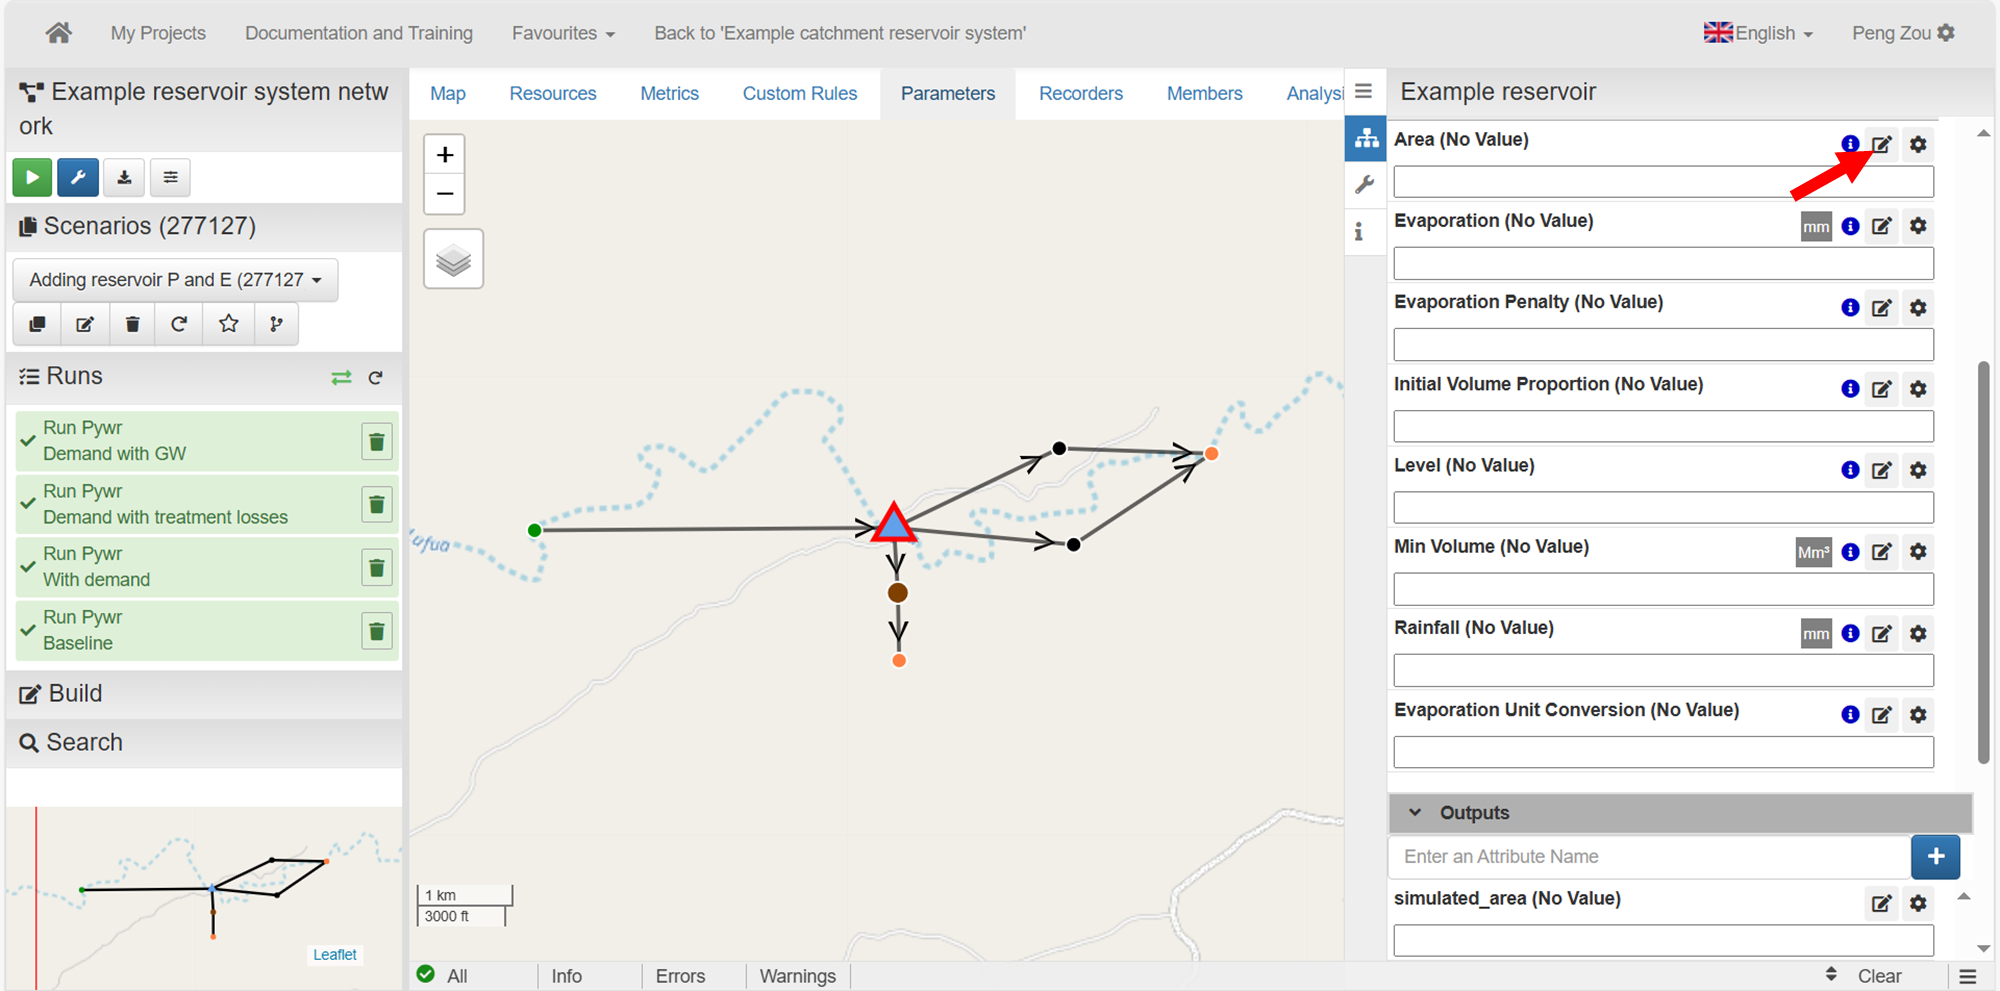 My Projects
Documentation and Training
Favourites
Back to 'Example catchment reservoir system'
English
Peng Zou
Example reservoir system netw
ork
Scenarios (277127)
Adding reservoir P and E (277127
Runs
Run Pywr
Demand with GW
Run Pywr
Demand with treatment losses
Run Pywr
With demand
Run Pywr
Baseline
Build
Search
Leaflet
Map
Resources
Metrics
Custom Rules
Parameters
Recorders
Members
Analysi
+
−
Lufua
1 km
3000 ft
All
Info
Errors
Warnings
Clear
Example reservoir
Area (No Value)
Evaporation (No Value)
mm
Evaporation Penalty (No Value)
Initial Volume Proportion (No Value)
Level (No Value)
Min Volume (No Value)
Mm³
Rainfall (No Value)
mm
Evaporation Unit Conversion (No Value)
Outputs
Enter an Attribute Name
+
simulated_area (No Value)